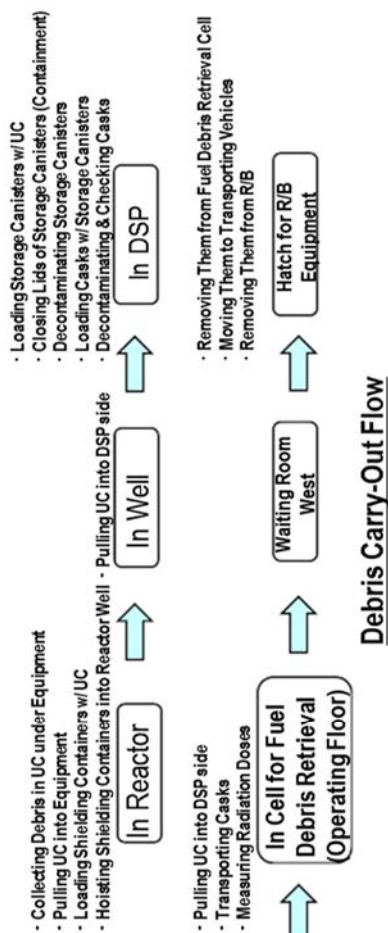 · Collecting Debris in UC under Equipment
· Pulling UC into Equipment
· Loading Shielding Containers w/ UC
· Hoisting Shielding Containers into Reactor Well
In Reactor
· Pulling UC into DSP side
In Well
· Loading Storage Canisters w/ UC
· Closing Lids of Storage Canisters (Containment)
· Decontaminating Storage Canisters
· Loading Casks w/ Storage Canisters
· Decontaminating & Checking Casks
In DSP
· Pulling UC into DSP side
· Transporting Casks
· Measuring Radiation Doses
In Cell for Fuel
Debris Retrieval
(Operating Floor)
Waiting Room
West
· Removing Them from Fuel Debris Retrieval Cell
· Moving Them to Transporting Vehicles
· Removing Them from R/B
Hatch for R/B
Equipment
Debris Carry-Out Flow